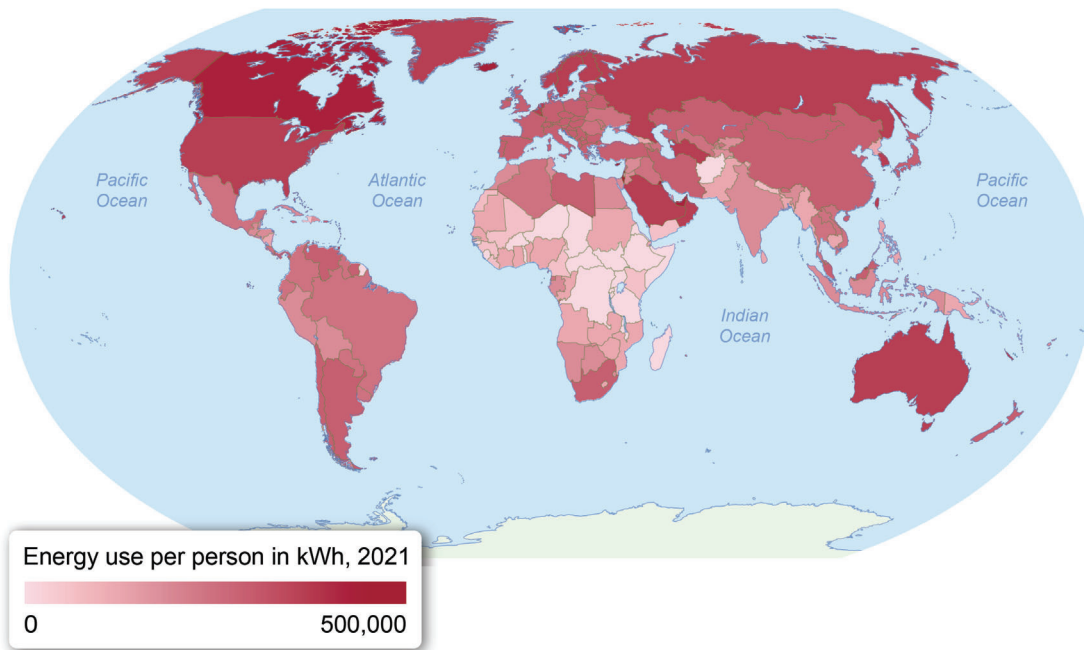 Pacific
Ocean
Atlantic
Ocean
Pacific
Ocean
Indian
Ocean
Energy use per person in kWh, 2021
0 500,000